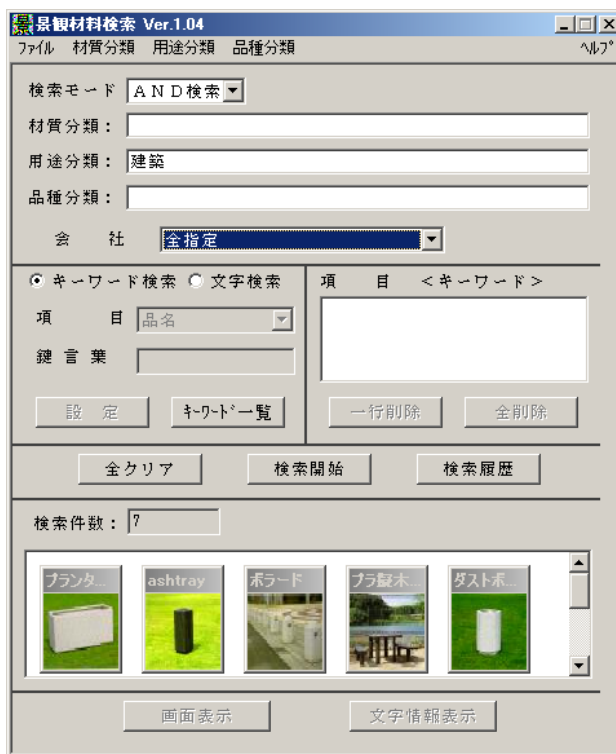 景 景観材料検索 Ver.1.04
ファイル 材質分類 用途分類 品種分類 ヘルプ
検索モード AND検索
材質分類：
用途分類： 建築
品種分類：
会 社 全指定
キーワード検索 文字検索
項 目 品名
鍵 言 葉
設 定 キーワード一覧
項 目 ＜キーワード＞
一行削除 全削除
全クリア 検索開始 検索履歴
検索件数： 7
プランタ... ashtray ボラード プラ擬木... ダストボ...
画面表示 文字情報表示